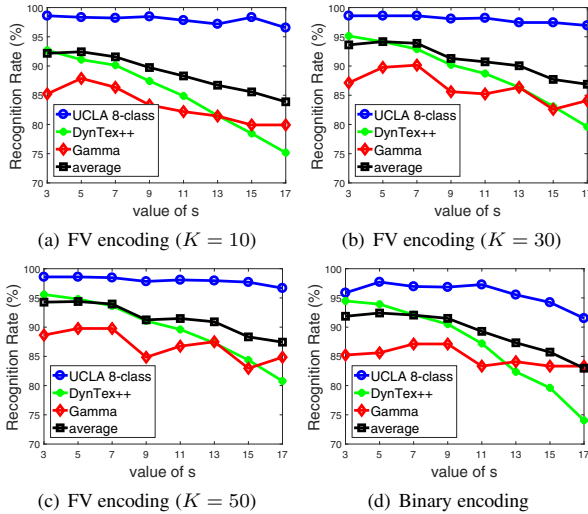 100
95
90
85
80
75
70
Recognition Rate (%)
UCLA 8-class
DynTex++
Gamma
average
3 5 7 9 11 13 15 17
value of s
(a) FV encoding (K = 10)
100
95
90
85
80
75
70
Recognition Rate (%)
UCLA 8-class
DynTex++
Gamma
average
3 5 7 9 11 13 15 17
value of s
(b) FV encoding (K = 30)
100
95
90
85
80
75
70
Recognition Rate (%)
UCLA 8-class
DynTex++
Gamma
average
3 5 7 9 11 13 15 17
value of s
(c) FV encoding (K = 50)
100
95
90
85
80
75
70
Recognition Rate (%)
UCLA 8-class
DynTex++
Gamma
average
3 5 7 9 11 13 15 17
value of s
(d) Binary encoding